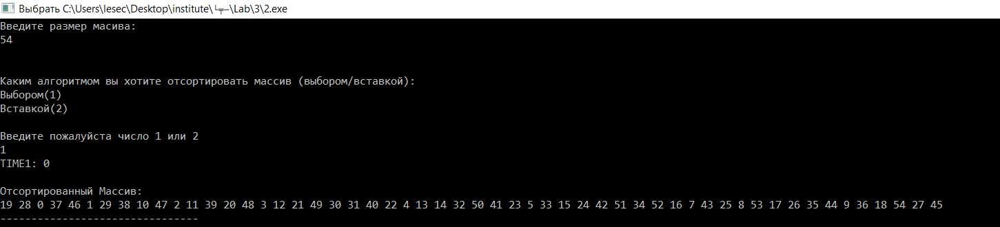 Выбрать C:\Users\lesec\Desktop\institute\└╤─\Lab\3\2.exe
Введите размер масива:
54
Каким алгоритмом вы хотите отсортировать массив (выбором/вставкой):
Выбором(1)
Вставкой(2)
Введите пожалуйста число 1 или 2
1
TIME1: 0
Отсортированный Массив:
19 28 0 37 46 1 29 38 10 47 2 11 39 20 48 3 12 21 49 30 31 40 22 4 13 14 32 50 41 23 5 33 15 24 42 51 34 52 16 7 43 25 8 53 17 26 35 44 9 36 18 54 27 45
--------------------------------